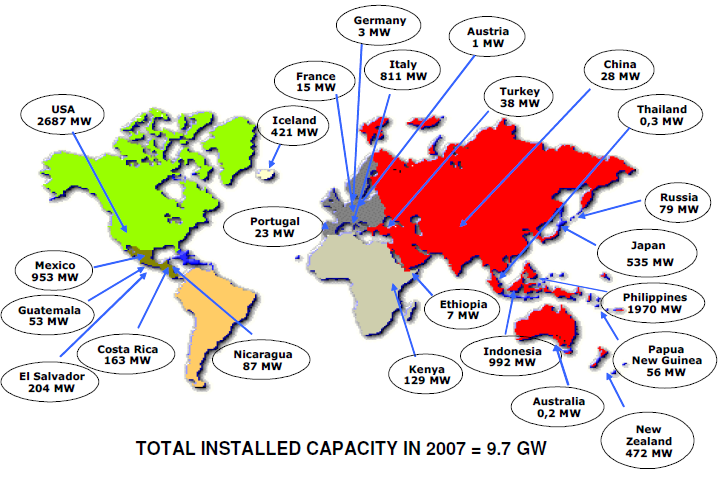 Germany
3 MW
Austria
1 MW
France
15 MW
Italy
811 MW
Turkey
38 MW
China
28 MW
Thailand
0,3 MW
USA
2687 MW
Iceland
421 MW
Portugal
23 MW
Russia
79 MW
Japan
535 MW
Mexico
953 MW
Guatemala
53 MW
El Salvador
204 MW
Costa Rica
163 MW
Nicaragua
87 MW
Ethiopia
7 MW
Kenya
129 MW
Indonesia
992 MW
Philippines
1970 MW
Papua
New Guinea
56 MW
Australia
0,2 MW
New
Zealand
472 MW
TOTAL INSTALLED CAPACITY IN 2007 = 9.7 GW